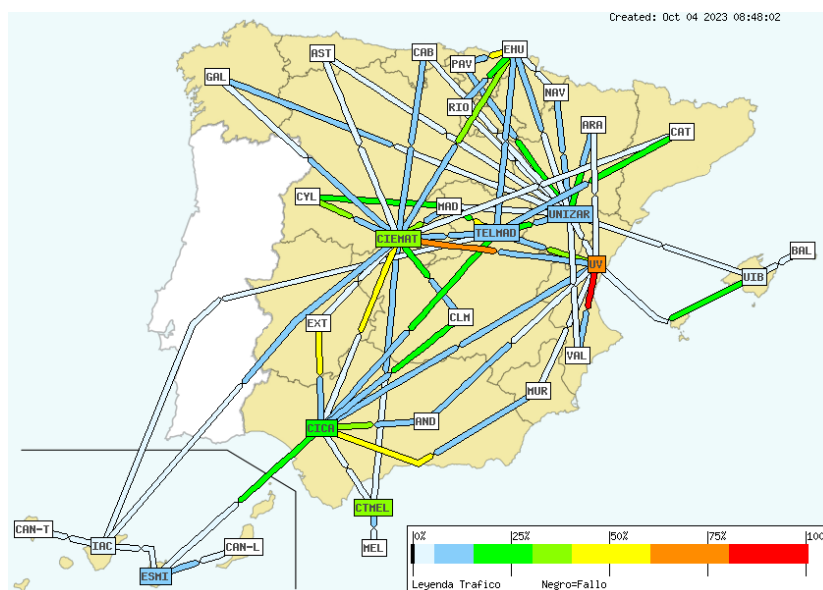 Created: Oct 04 2023 08:48:02
AST
CAB
EHU
PAV
GAL
NAV
RIO
ARA
CAT
CYL
MAD
UNIZAR
TELMAD
CIEMAT
BAL
UV
UIB
CLM
EXT
VAL
MUR
AND
CICA
CTMEL
CAN-T
IAC
CAN-L
MEL
ESMI
0% 25% 50% 75% 100
Leyenda Trafico Negro=Fallo